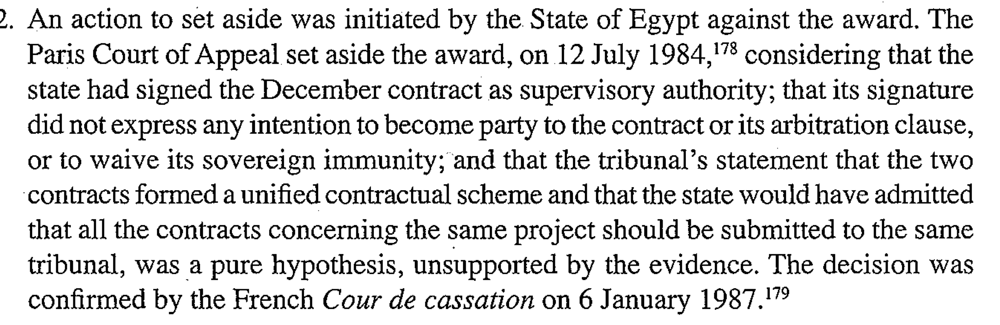 2. An action to set aside was initiated by the State of Egypt against the award. The
Paris Court of Appeal set aside the award, on 12 July 1984,178 considering that the
state had signed the December contract as supervisory authority; that its signature
did not express any intention to become party to the contract or its arbitration clause,
or to waive its sovereign immunity; and that the tribunal's statement that the two
contracts formed a unified contractual scheme and that the state would have admitted
that all the contracts concerning the same project should be submitted to the same
tribunal, was a pure hypothesis, unsupported by the evidence. The decision was
confirmed by the French Cour de cassation on 6 January 1987.179